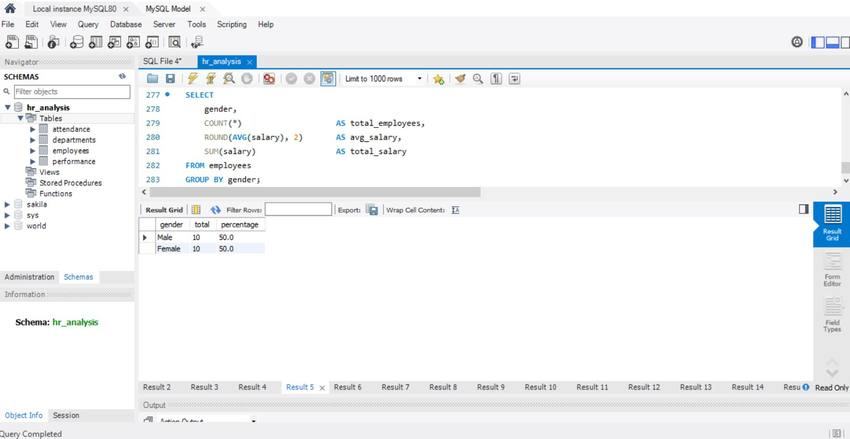 Local instance MySQL80 MySQL Model
File Edit View Query Database Server Tools Scripting Help
Navigator
SCHEMAS
Filter objects
hr_analysis
Tables
attendance
departments
employees
performance
Views
Stored Procedures
Functions
sakila
sys
world
Administration Schemas
Information
Schema: hr_analysis
Object Info Session
Query Completed
SQL File 4* hr_analysis
Limit to 1000 rows
277 SELECT
278 gender,
279 COUNT(*) AS total_employees,
280 ROUND(AVG(salary), 2) AS avg_salary,
281 SUM(salary) AS total_salary
282 FROM employees
283 GROUP BY gender;
Result Grid Filter Rows: Export: Wrap Cell Content:
gender total percentage
Male 10 50.0
Female 10 50.0
Result Grid
Form Editor
Field Types
Result 2 Result 3 Result 4 Result 5 Result 6 Result 7 Result 8 Result 9 Result 10 Result 11 Result 12 Result 13 Result 14 Resu Read Only
Output
Action Output